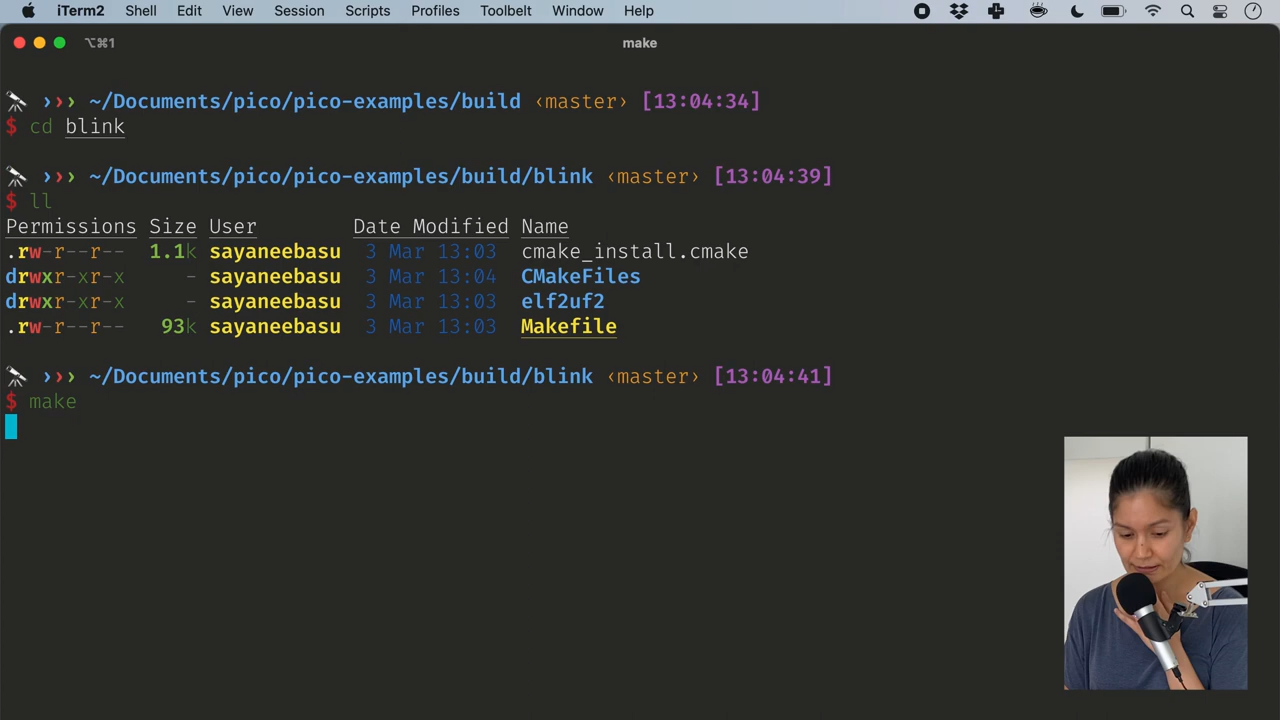 iTerm2 Shell Edit View Session Scripts Profiles Toolbelt Window Help
⌥⌘1 make
››› ~/Documents/pico/pico-examples/build ‹master› [13:04:34]
$ cd blink
››› ~/Documents/pico/pico-examples/build/blink ‹master› [13:04:39]
$ ll
Permissions Size User Date Modified Name
.rw-r--r-- 1.1k sayaneebasu 3 Mar 13:03 cmake_install.cmake
drwxr-xr-x - sayaneebasu 3 Mar 13:04 CMakeFiles
drwxr-xr-x - sayaneebasu 3 Mar 13:03 elf2uf2
.rw-r--r-- 93k sayaneebasu 3 Mar 13:03 Makefile
››› ~/Documents/pico/pico-examples/build/blink ‹master› [13:04:41]
$ make